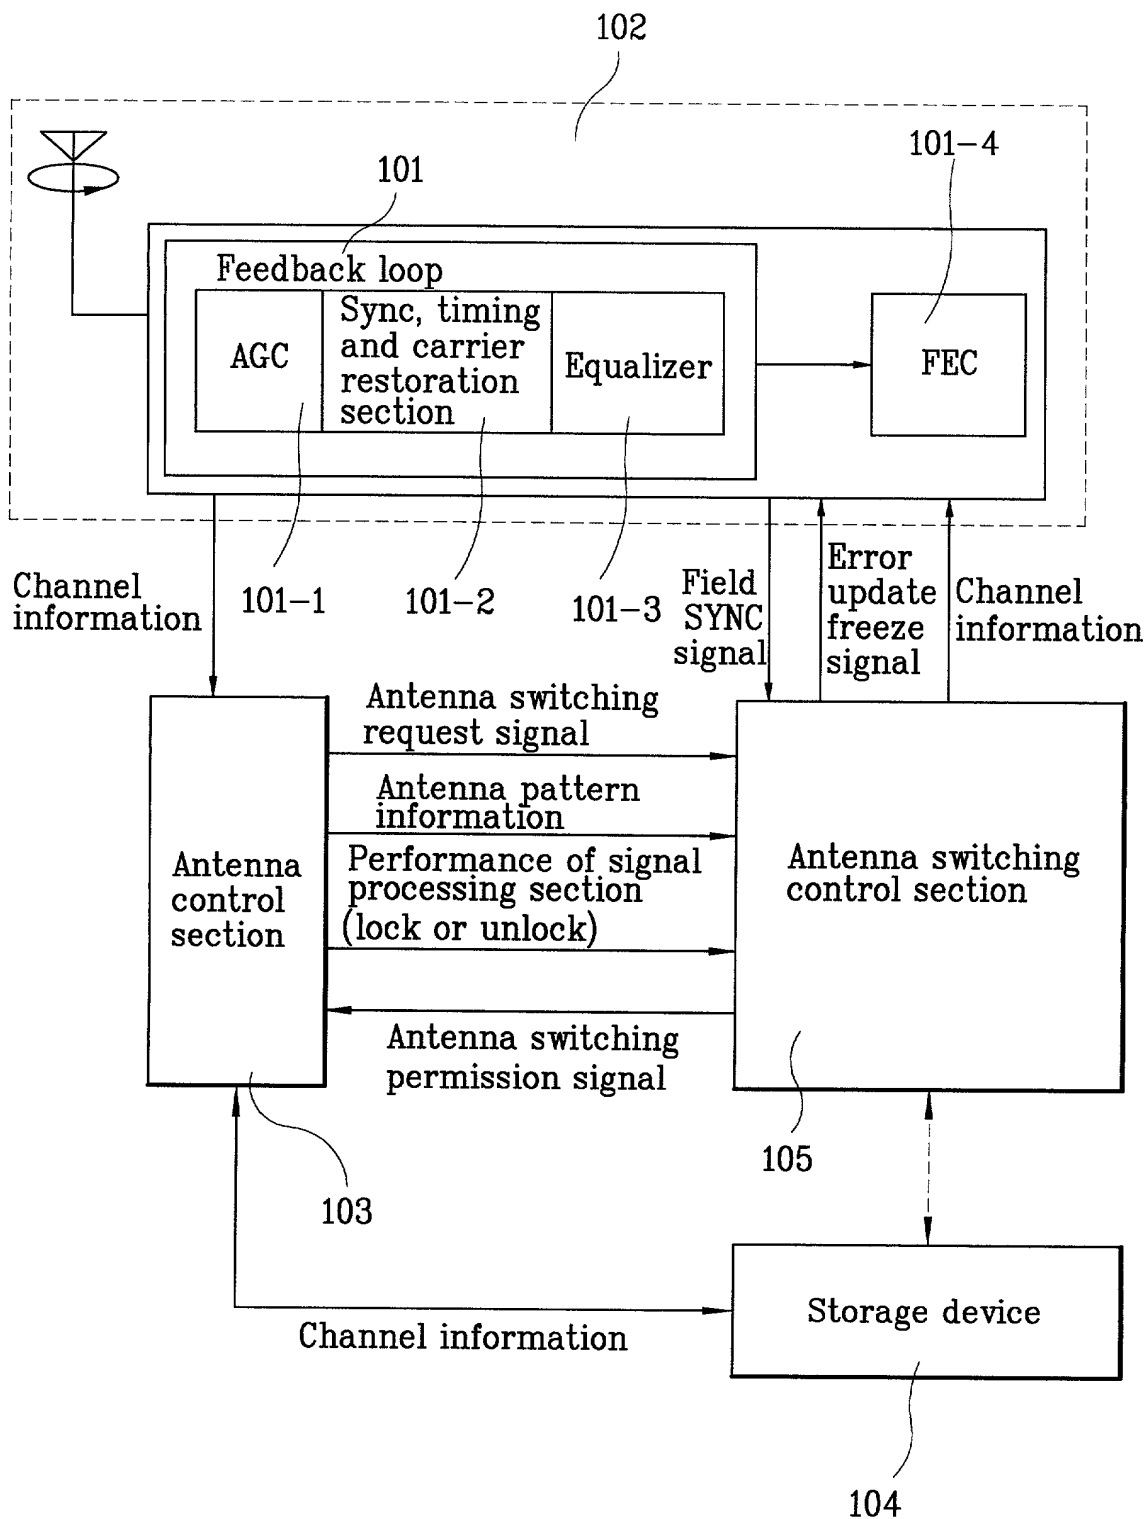 102
101-4
101
Feedback loop
AGC
Sync, timing
and carrier
restoration
section
Equalizer
FEC
101-1
101-2
101-3
Channel
information
Field
SYNC
signal
Error
update
freeze
signal
Channel
information
Antenna switching
request signal
Antenna pattern
information
Performance of signal
processing section
(lock or unlock)
Antenna switching
permission signal
Antenna
control
section
Antenna switching
control section
105
103
Storage device
Channel information
104